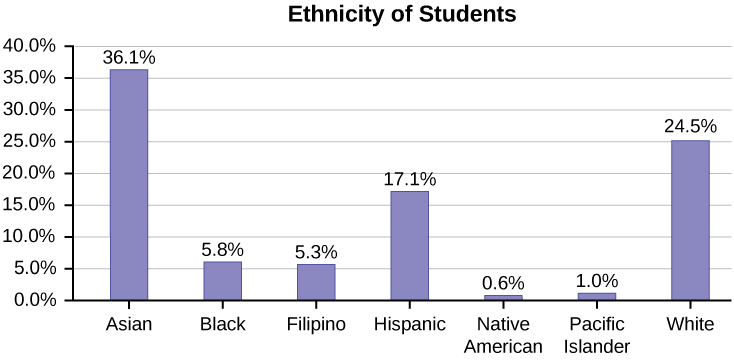 Ethnicity of Students
40.0%
35.0%
30.0%
25.0%
20.0%
15.0%
10.0%
5.0%
0.0%
36.1%
5.8%
5.3%
17.1%
0.6%
1.0%
24.5%
Asian
Black
Filipino
Hispanic
Native
American
Pacific
Islander
White